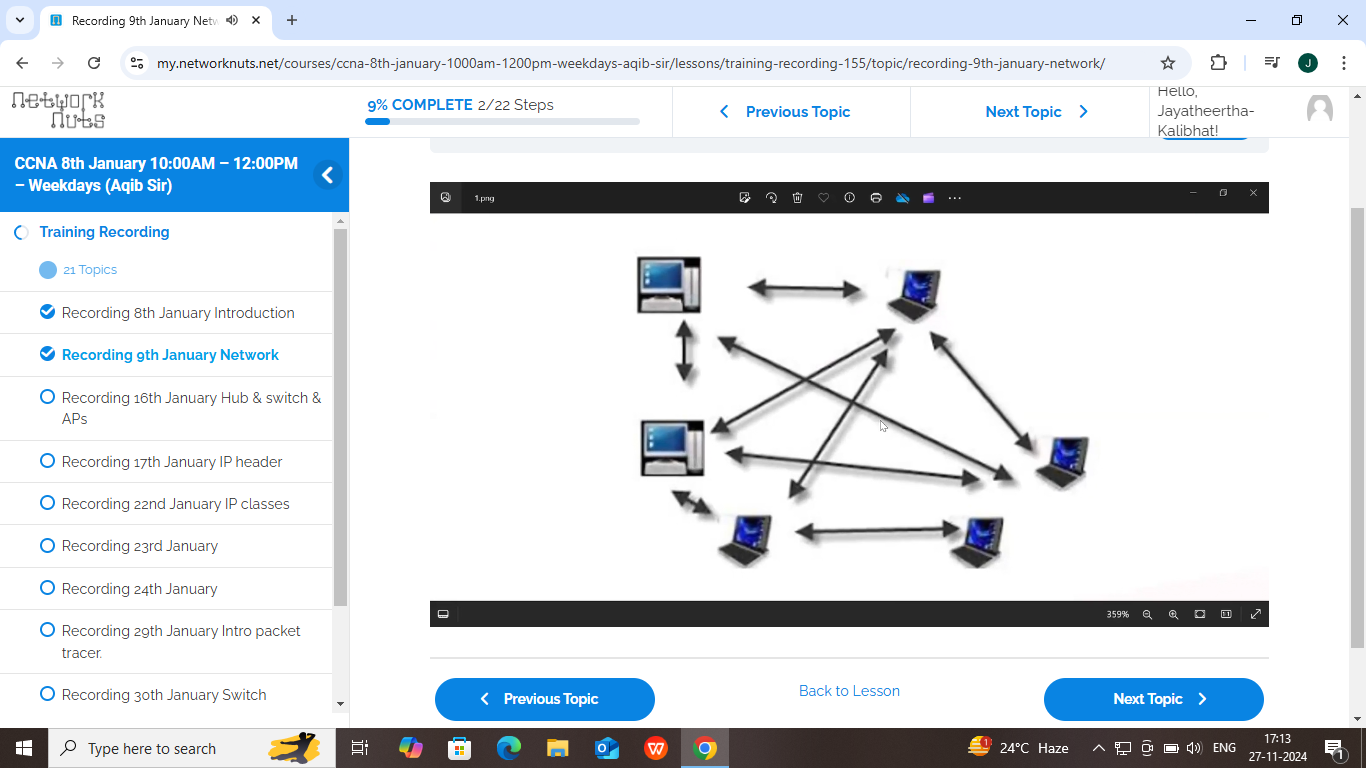 Recording 9th January Netw
my.networknuts.net/courses/ccna-8th-january-1000am-1200pm-weekdays-aqib-sir/lessons/training-recording-155/topic/recording-9th-january-network/
J
Network
Nuts
9% COMPLETE 2/22 Steps
Previous Topic
Next Topic
Hello,
Jayatheertha-
Kalibhat!
CCNA 8th January 10:00AM – 12:00PM
– Weekdays (Aqib Sir)
Training Recording
21 Topics
Recording 8th January Introduction
Recording 9th January Network
Recording 16th January Hub & switch &
APs
Recording 17th January IP header
Recording 22nd January IP classes
Recording 23rd January
Recording 24th January
Recording 29th January Intro packet
tracer.
Recording 30th January Switch
1.png
359%
Previous Topic
Back to Lesson
Next Topic
Type here to search
1
24°C Haze
ENG
17:13
27-11-2024
1